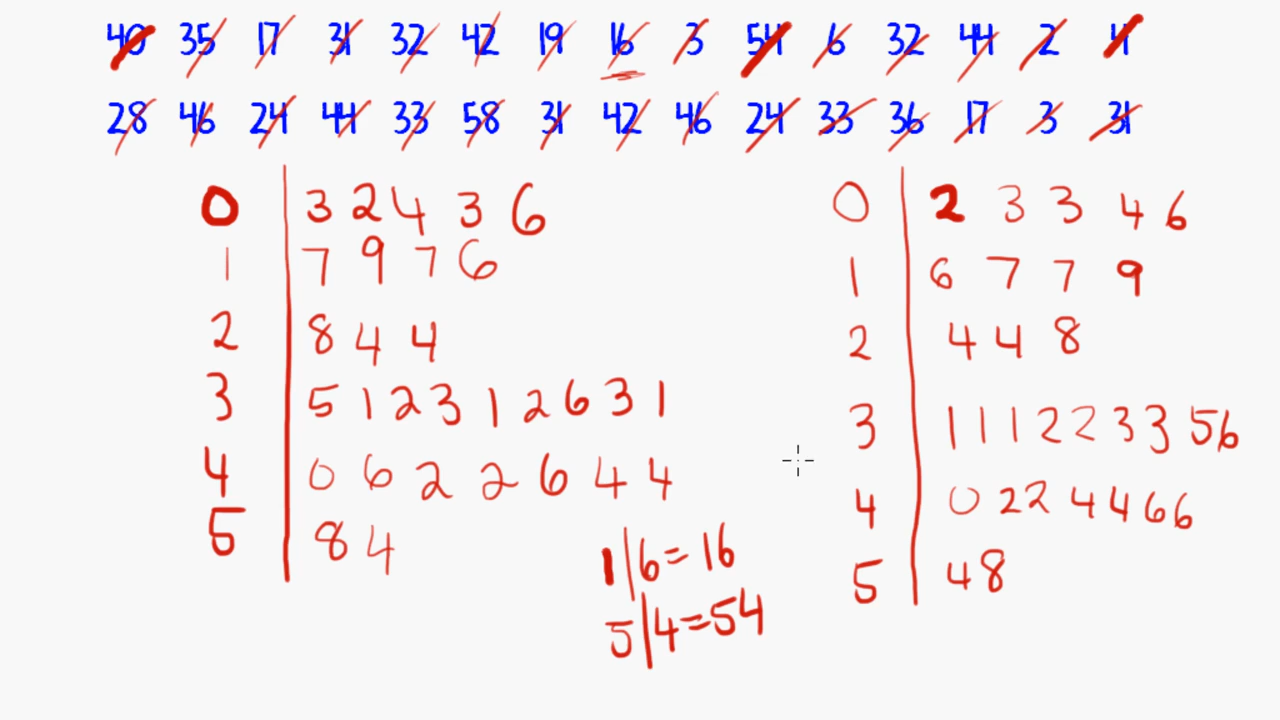 40 35 17 31 32 42 19 16 3 54 6 32 44 2 4
28 46 24 44 33 58 31 42 46 24 33 36 17 3 31
0 | 3 2 4 3 6
1 | 7 9 7 6
2 | 8 4 4
3 | 5 1 2 3 1 2 6 3 1
4 | 0 6 2 2 6 4 4
5 | 8 4
1|6=16
5|4=54
0 | 2 3 3 4 6
1 | 6 7 7 9
2 | 4 4 8
3 | 1 1 1 2 2 3 3 5 6
4 | 0 2 2 4 4 6 6
5 | 4 8